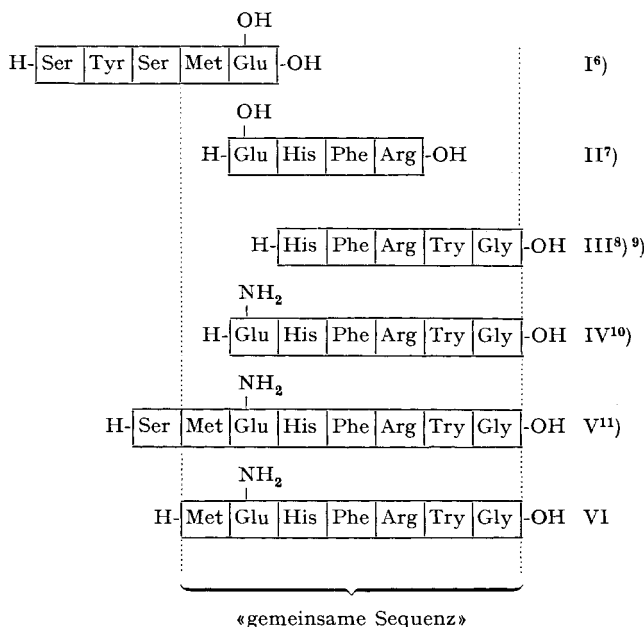 OH
H-Ser Tyr Ser Met Glu-OH I⁶)
OH
H-Glu His Phe Arg-OH II⁷)
H-His Phe Arg Try Gly-OH III⁸) ⁹)
NH₂
H-Glu His Phe Arg Try Gly-OH IV¹⁰)
NH₂
H-Ser Met Glu His Phe Arg Try Gly-OH V¹¹)
NH₂
H-Met Glu His Phe Arg Try Gly-OH VI
«gemeinsame Sequenz»